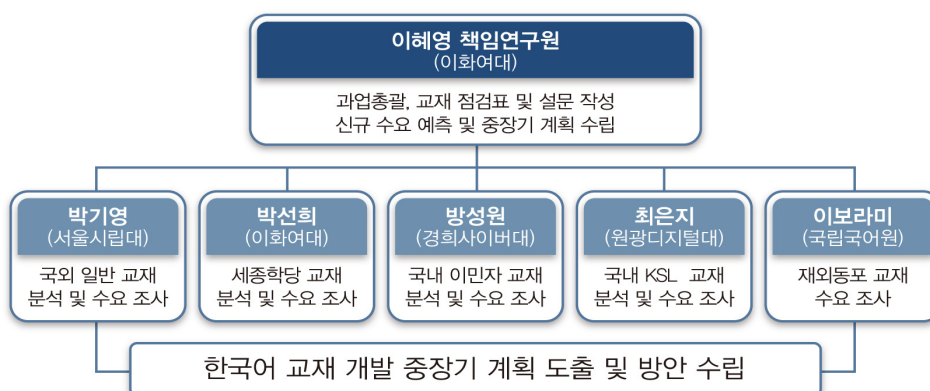 이혜영 책임연구원
(이화여대)
과업총괄, 교재 점검표 및 설문 작성
신규 수요 예측 및 중장기 계획 수립
박기영
(서울시립대)
국외 일반 교재
분석 및 수요 조사
박선희
(이화여대)
세종학당 교재
분석 및 수요 조사
방성원
(경희사이버대)
국내 이민자 교재
분석 및 수요 조사
최은지
(원광디지털대)
국내 KSL 교재
분석 및 수요 조사
이보라미
(국립국어원)
재외동포 교재
수요 조사
한국어 교재 개발 중장기 계획 도출 및 방안 수립